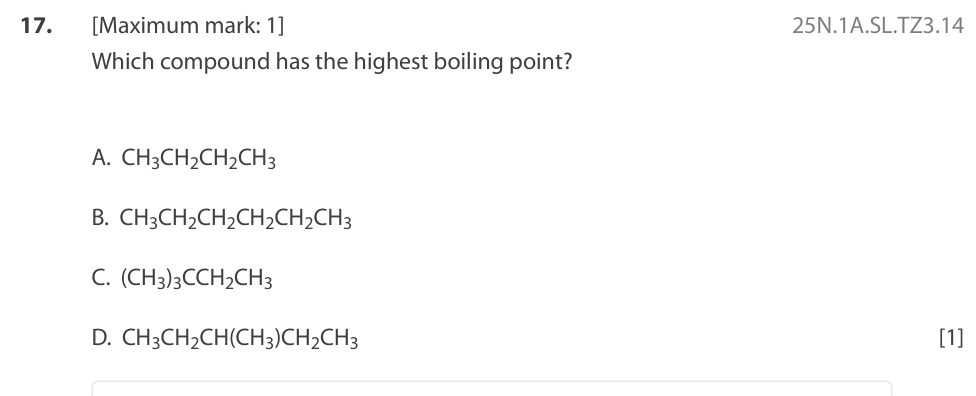 17. [Maximum mark: 1] 25N.1A.SL.TZ3.14
Which compound has the highest boiling point?
A. CH₃CH₂CH₂CH₃
B. CH₃CH₂CH₂CH₂CH₂CH₃
C. (CH₃)₃CCH₂CH₃
D. CH₃CH₂CH(CH₃)CH₂CH₃ [1]